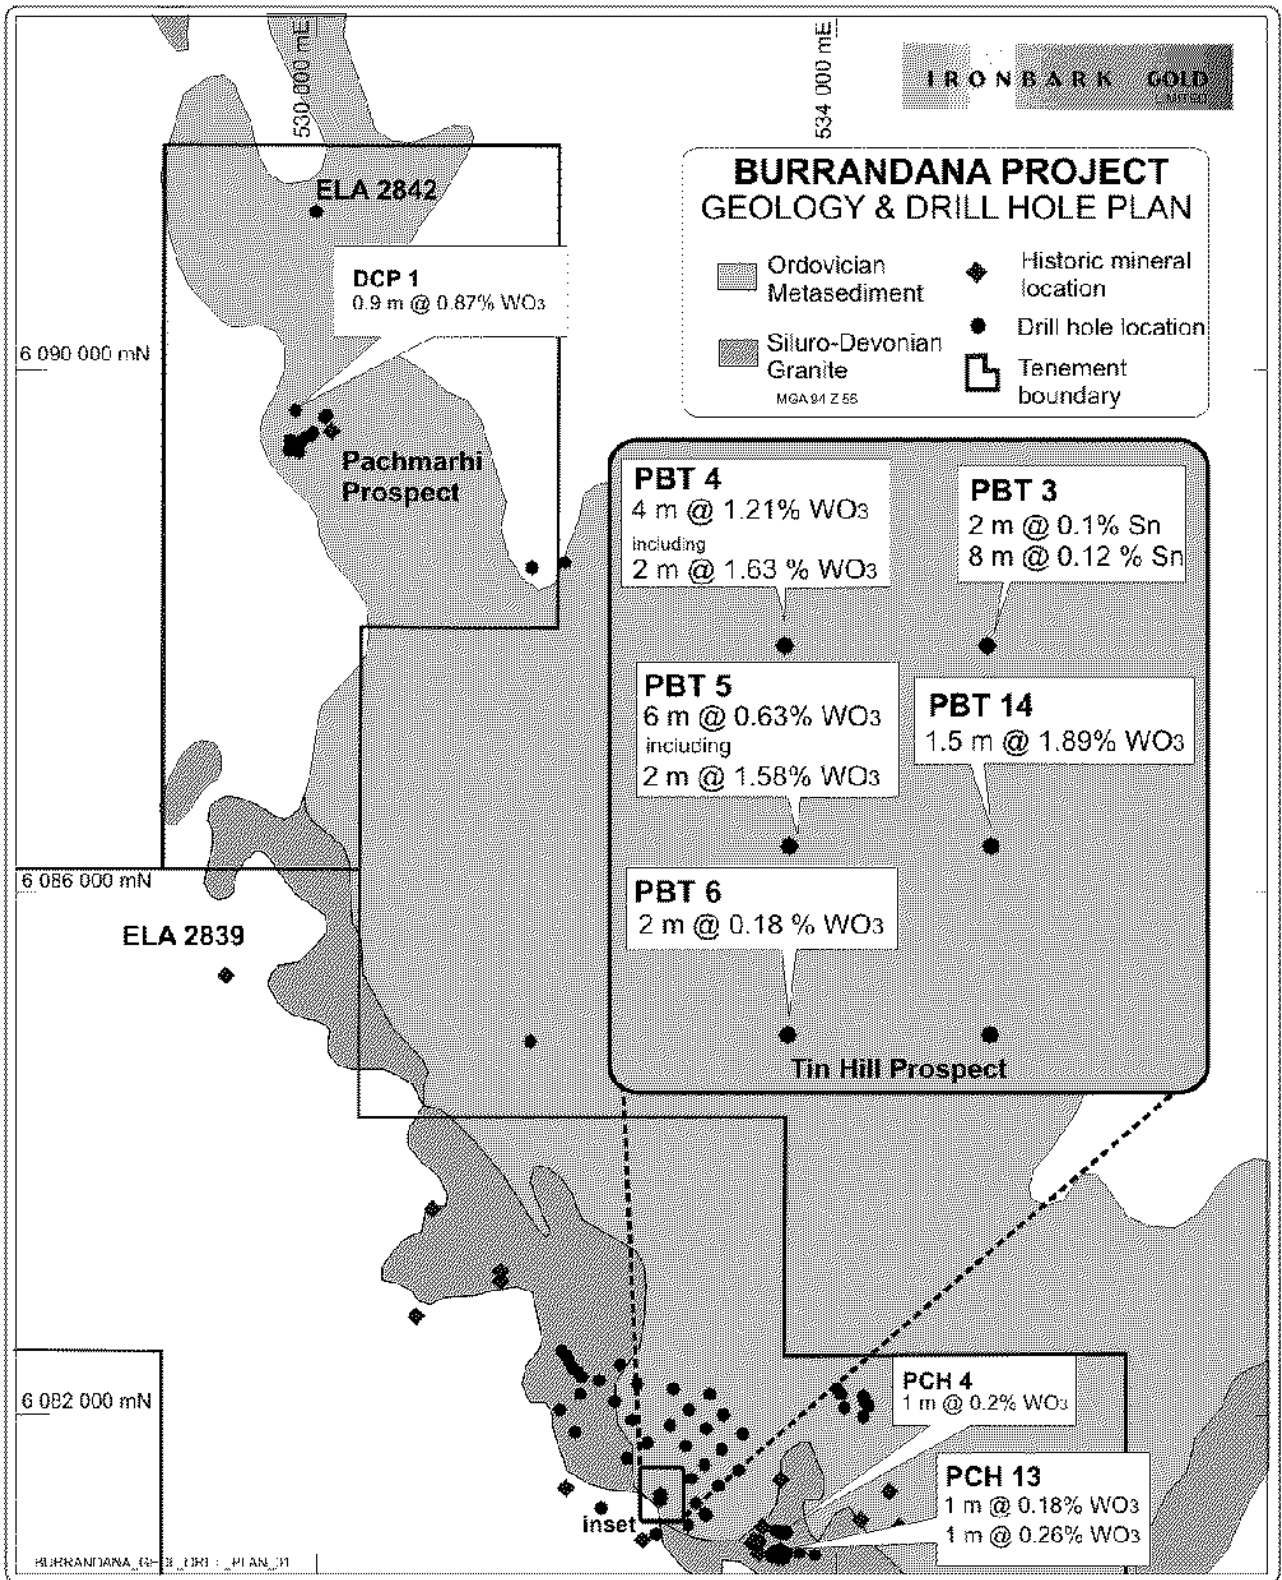 530 000 mE
534 000 mE
IRONBARK GOLD
LIMITED
BURRANDANA PROJECT
GEOLOGY & DRILL HOLE PLAN
Ordovician
Metasediment
Siluro-Devonian
Granite
MGA 94 Z 55
Historic mineral
location
Drill hole location
Tenement
boundary
ELA 2842
DCP 1
0.9 m @ 0.87% WO3
6 090 000 mN
Pachmarhi
Prospect
PBT 4
4 m @ 1.21% WO3
including
2 m @ 1.63 % WO3
PBT 3
2 m @ 0.1% Sn
8 m @ 0.12 % Sn
PBT 5
6 m @ 0.63% WO3
including
2 m @ 1.58% WO3
PBT 14
1.5 m @ 1.89% WO3
PBT 6
2 m @ 0.18 % WO3
Tin Hill Prospect
6 086 000 mN
ELA 2839
6 082 000 mN
PCH 4
1 m @ 0.2% WO3
PCH 13
1 m @ 0.18% WO3
1 m @ 0.26% WO3
inset
BURRANDANA_GEOL_DRILL_PLAN_01